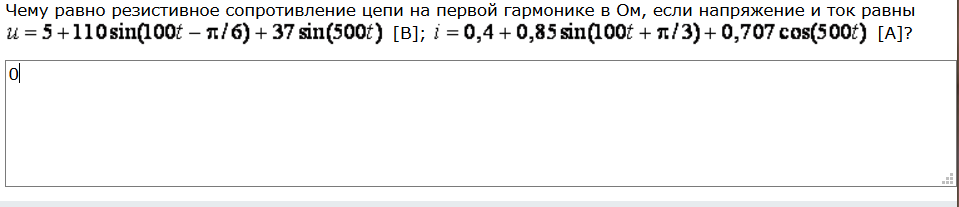 Чему равно резистивное сопротивление цепи на первой гармонике в Ом, если напряжение и ток равны
u = 5 + 110 sin(100t − π/6) + 37 sin(500t) [В]; i = 0,4 + 0,85 sin(100t + π/3) + 0,707 cos(500t) [А]?
0